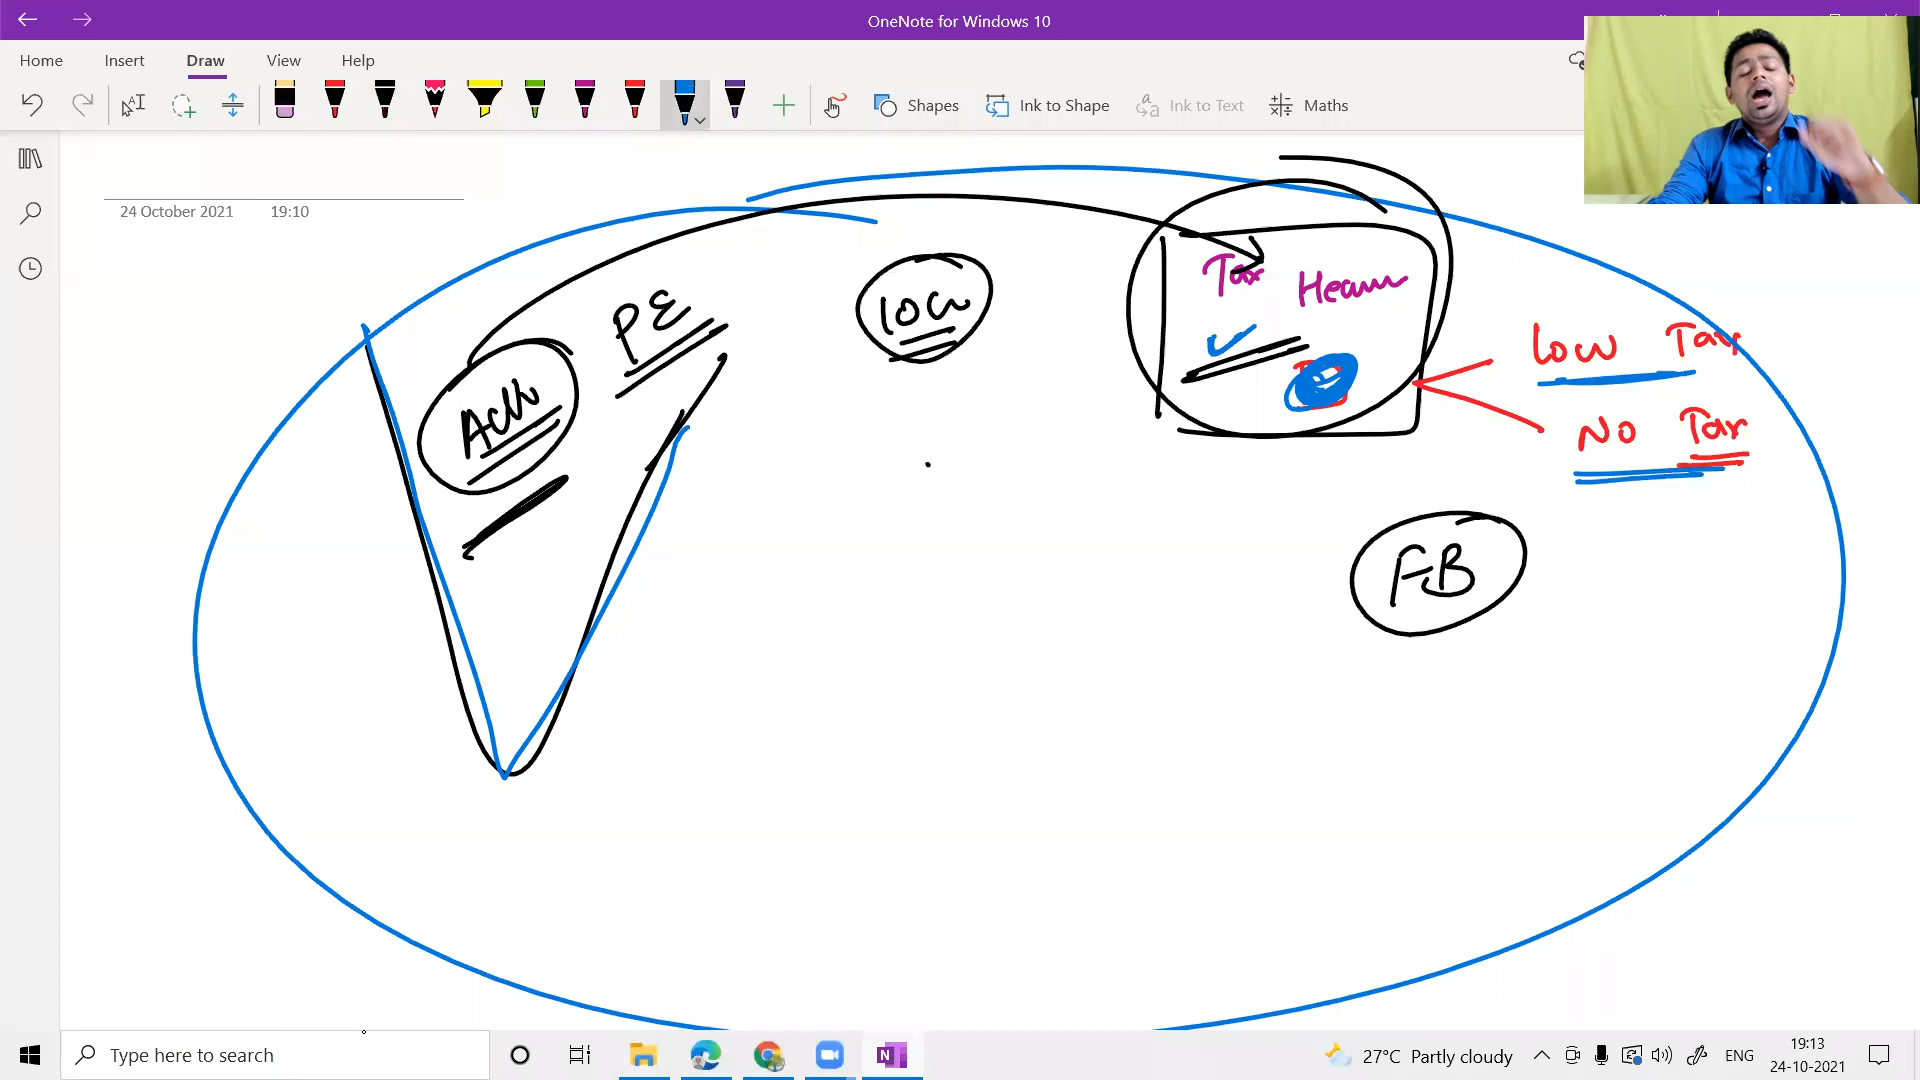 OneNote for Windows 10
Home Insert Draw View Help
Shapes Ink to Shape Ink to Text Maths
24 October 2021 19:10
PE
low
Tax Heaven
Low Tax
No Tax
FB
Type here to search
27°C Partly cloudy
ENG
19:13
24-10-2021